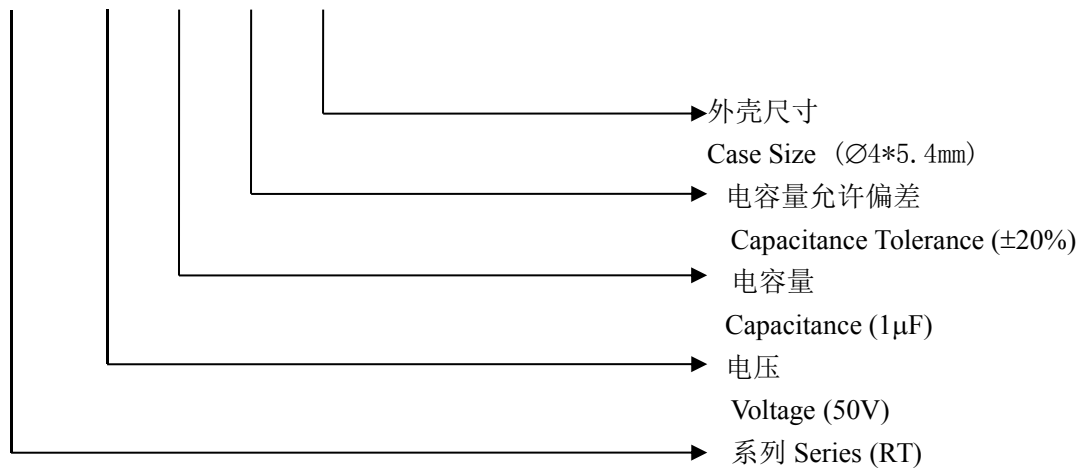 外壳尺寸
Case Size （∅4*5.4㎜）
电容量允许偏差
Capacitance Tolerance (±20%)
电容量
Capacitance (1μF)
电压
Voltage (50V)
系列 Series (RT)